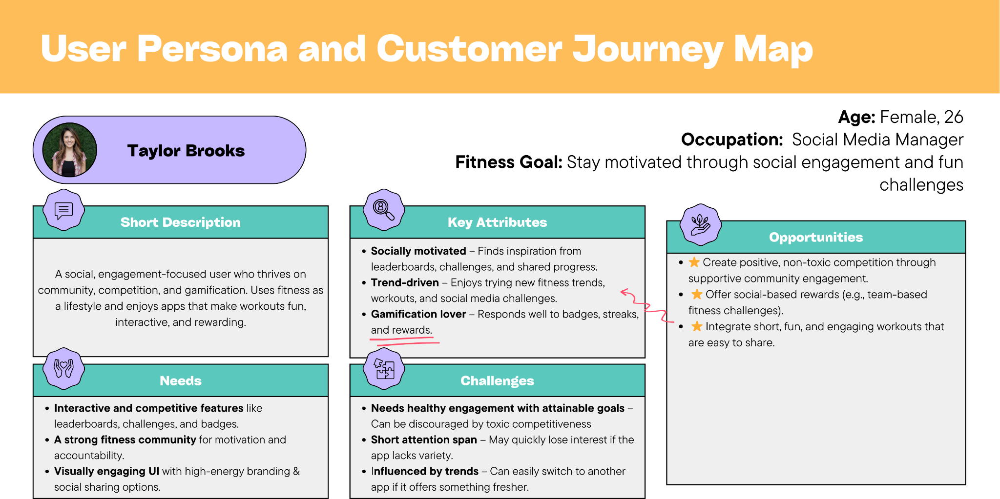 User Persona and Customer Journey Map
Taylor Brooks
Age: Female, 26
Occupation:  Social Media Manager
Fitness Goal: Stay motivated through social engagement and fun
challenges
Short Description
A social, engagement-focused user who thrives on
community, competition, and gamification. Uses fitness as
a lifestyle and enjoys apps that make workouts fun,
interactive, and rewarding.
Key Attributes
• Socially motivated – Finds inspiration from
leaderboards, challenges, and shared progress.
• Trend-driven – Enjoys trying new fitness trends,
workouts, and social media challenges.
• Gamification lover – Responds well to badges, streaks,
and rewards.
Opportunities
• ⭐ Create positive, non-toxic competition through
supportive community engagement.
• ⭐ Offer social-based rewards (e.g., team-based
fitness challenges).
• ⭐ Integrate short, fun, and engaging workouts that
are easy to share.
Needs
• Interactive and competitive features like
leaderboards, challenges, and badges.
• A strong fitness community for motivation and
accountability.
• Visually engaging UI with high-energy branding &
social sharing options.
Challenges
• Needs healthy engagement with attainable goals –
Can be discouraged by toxic competitiveness
• Short attention span – May quickly lose interest if the
app lacks variety.
• Influenced by trends – Can easily switch to another
app if it offers something fresher.